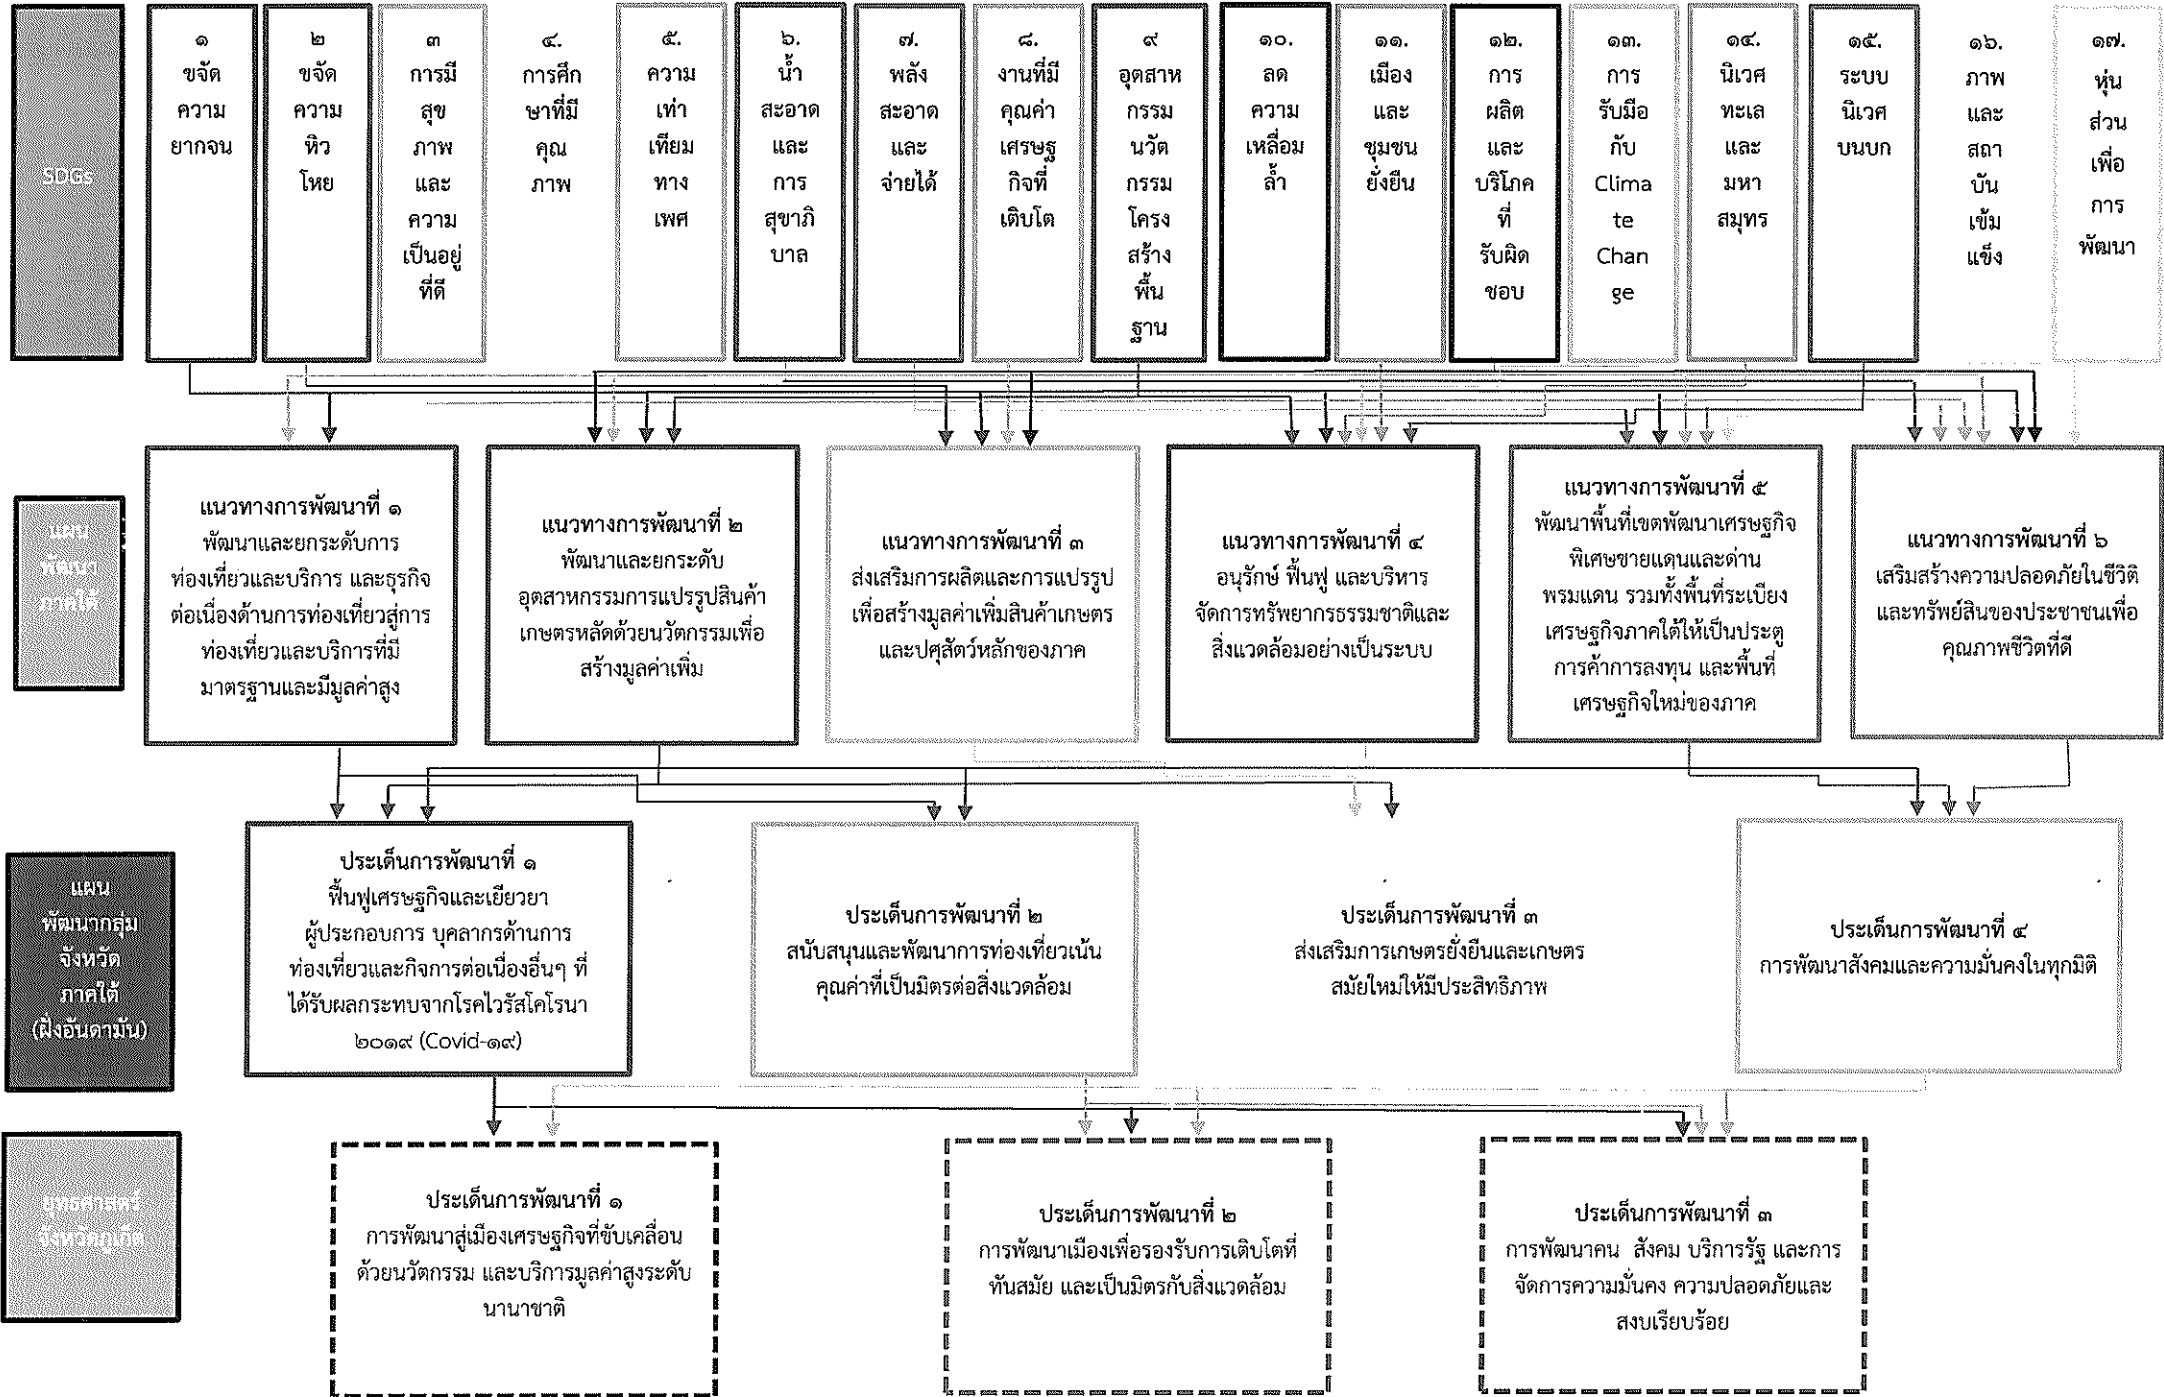 SDGs
๑
ขจัด
ความ
ยากจน
๒
ขจัด
ความ
หิว
โหย
๓
การมี
สุข
ภาพ
และ
ความ
เป็นอยู่
ที่ดี
๔.
การศึก
ษาที่มี
คุณ
ภาพ
๕.
ความ
เท่า
เทียม
ทาง
เพศ
๖.
น้ำ
สะอาด
และ
การ
สุขาภิ
บาล
๗.
พลัง
สะอาด
และ
จ่ายได้
๘.
งานที่มี
คุณค่า
เศรษฐ
กิจที่
เติบโต
๙
อุตสาห
กรรม
นวัต
กรรม
โครง
สร้าง
พื้น
ฐาน
๑๐.
ลด
ความ
เหลื่อม
ล้ำ
๑๑.
เมือง
และ
ชุมชน
ยั่งยืน
๑๒.
การ
ผลิต
และ
บริโภค
ที่
รับผิด
ชอบ
๑๓.
การ
รับมือ
กับ
Clima
te
Chan
ge
๑๔.
นิเวศ
ทะเล
และ
มหา
สมุทร
๑๕.
ระบบ
นิเวศ
บนบก
๑๖.
ภาพ
และ
สถา
บัน
เข้ม
แข็ง
๑๗.
หุ่น
ส่วน
เพื่อ
การ
พัฒนา
แผน
พัฒนา
ภาคใต้
แนวทางการพัฒนาที่ ๑
พัฒนาและยกระดับการ
ท่องเที่ยวและบริการ และธุรกิจ
ต่อเนื่องด้านการท่องเที่ยวสู่การ
ท่องเที่ยวและบริการที่มี
มาตรฐานและมีมูลค่าสูง
แนวทางการพัฒนาที่ ๒
พัฒนาและยกระดับ
อุตสาหกรรมการแปรรูปสินค้า
เกษตรหลัดด้วยนวัตกรรมเพื่อ
สร้างมูลค่าเพิ่ม
แนวทางการพัฒนาที่ ๓
ส่งเสริมการผลิตและการแปรรูป
เพื่อสร้างมูลค่าเพิ่มสินค้าเกษตร
และปศุสัตว์หลักของภาค
แนวทางการพัฒนาที่ ๔
อนุรักษ์ ฟื้นฟู และบริหาร
จัดการทรัพยากรธรรมชาติและ
สิ่งแวดล้อมอย่างเป็นระบบ
แนวทางการพัฒนาที่ ๕
พัฒนาพื้นที่เขตพัฒนาเศรษฐกิจ
พิเศษชายแดนและด่าน
พรมแดน รวมทั้งพื้นที่ระเบียง
เศรษฐกิจภาคใต้ให้เป็นประตู
การค้าการลงทุน และพื้นที่
เศรษฐกิจใหม่ของภาค
แนวทางการพัฒนาที่ ๖
เสริมสร้างความปลอดภัยในชีวิติ
และทรัพย์สินของประชาชนเพื่อ
คุณภาพชีวิตที่ดี
แผน
พัฒนากลุ่ม
จังหวัด
ภาคใต้
(ฝั่งอันดามัน)
ประเด็นการพัฒนาที่ ๑
ฟื้นฟูเศรษฐกิจและเยียวยา
ผู้ประกอบการ บุคลากรด้านการ
ท่องเที่ยวและกิจการต่อเนื่องอื่นๆ ที่
ได้รับผลกระทบจากโรคไวรัสโคโรนา
๒๐๑๙ (Covid-๑๙)
ประเด็นการพัฒนาที่ ๒
สนับสนุนและพัฒนาการท่องเที่ยวเน้น
คุณค่าที่เป็นมิตรต่อสิ่งแวดล้อม
ประเด็นการพัฒนาที่ ๓
ส่งเสริมการเกษตรยั่งยืนและเกษตร
สมัยใหม่ให้มีประสิทธิภาพ
ประเด็นการพัฒนาที่ ๔
การพัฒนาสังคมและความมั่นคงในทุกมิติ
ยุทธศาสตร์
จังหวัดภูเก็ต
ประเด็นการพัฒนาที่ ๑
การพัฒนาสู่เมืองเศรษฐกิจที่ขับเคลื่อน
ด้วยนวัตกรรม และบริการมูลค่าสูงระดับ
นานาชาติ
ประเด็นการพัฒนาที่ ๒
การพัฒนาเมืองเพื่อรองรับการเติบโตที่
ทันสมัย และเป็นมิตรกับสิ่งแวดล้อม
ประเด็นการพัฒนาที่ ๓
การพัฒนาคน สังคม บริการรัฐ และการ
จัดการความมั่นคง ความปลอดภัยและ
สงบเรียบร้อย